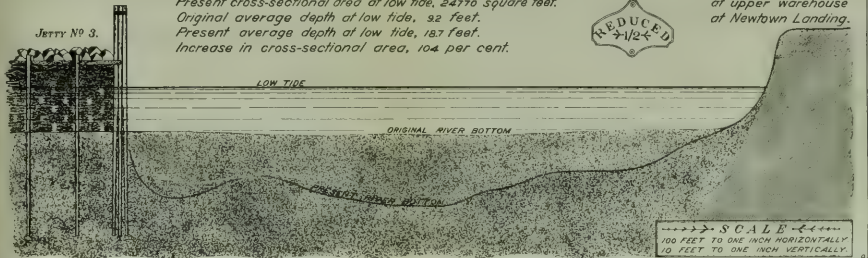 Present cross-sectional area at low tide, 24770 square feet.
Original average depth at low tide, 9.2 feet.
Present average depth at low tide, 18.7 feet.
Increase in cross-sectional area, 104 per cent.
REDUCED
1/2
at upper warehouse
at Newtown Landing.
JETTY Nº 3.
LOW TIDE
ORIGINAL RIVER BOTTOM
PRESENT RIVER BOTTOM
SCALE
100 FEET TO ONE INCH HORIZONTALLY
10 FEET TO ONE INCH VERTICALLY.